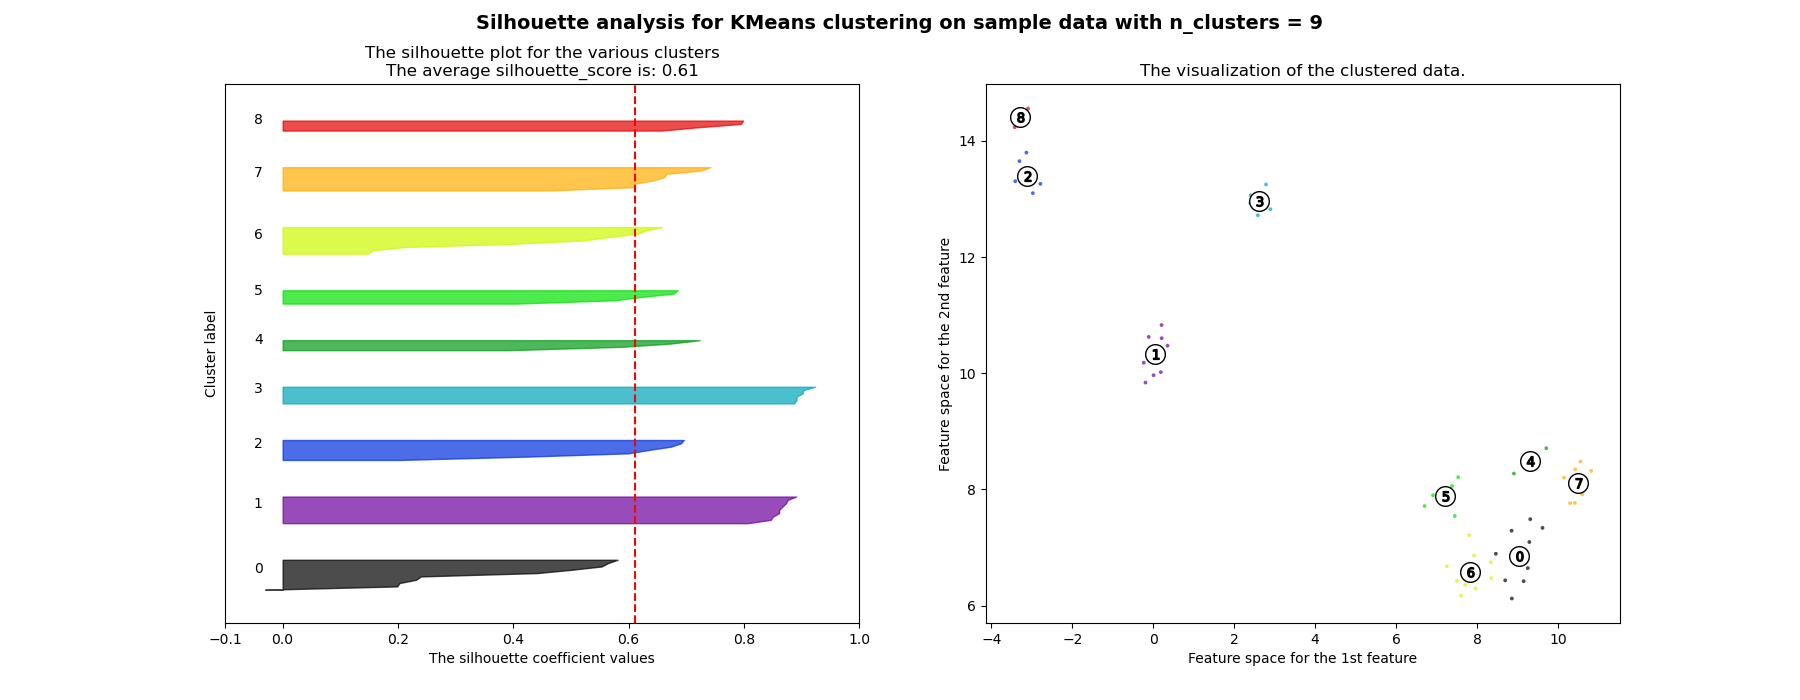 Silhouette analysis for KMeans clustering on sample data with n_clusters = 9
The silhouette plot for the various clusters
The average silhouette_score is: 0.61
8
7
6
5
4
3
2
1
0
Cluster label
−0.1 0.0 0.2 0.4 0.6 0.8 1.0
The silhouette coefficient values
The visualization of the clustered data.
14
12
10
8
6
Feature space for the 2nd feature
8
2
3
1
4
7
5
0
6
−4 −2 0 2 4 6 8 10
Feature space for the 1st feature